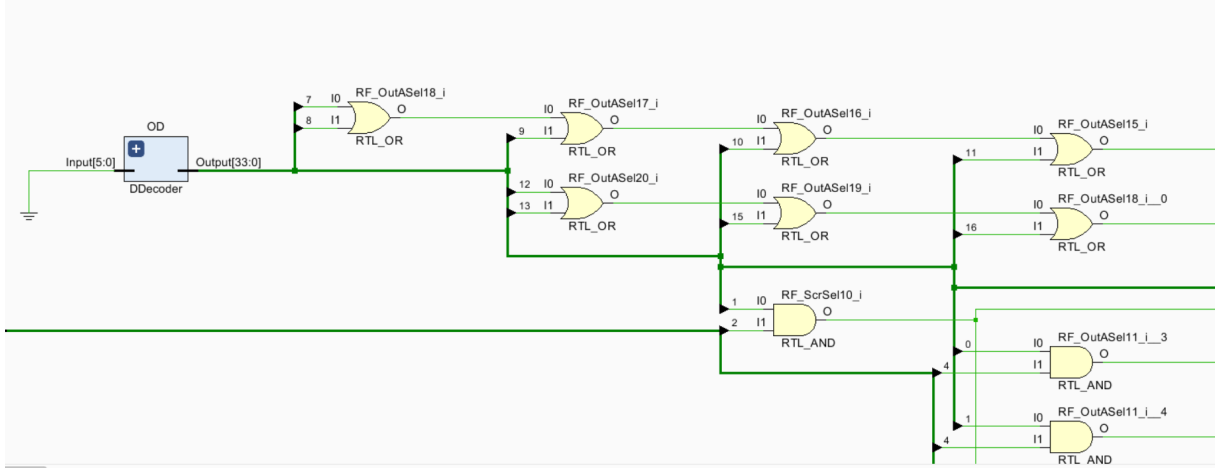 OD
Input[5:0]
Output[33:0]
DDecoder
7
I0
RF_OutASel18_i
O
8
I1
RTL_OR
I0
RF_OutASel17_i
O
9
I1
RTL_OR
12
I0
RF_OutASel20_i
O
13
I1
RTL_OR
I0
RF_OutASel16_i
O
10
I1
RTL_OR
I0
RF_OutASel19_i
O
15
I1
RTL_OR
1
I0
RF_ScrSel10_i
O
2
I1
RTL_AND
I0
RF_OutASel15_i
O
11
I1
RTL_OR
I0
RF_OutASel18_i__0
O
16
I1
RTL_OR
0
I0
RF_OutASel11_i__3
O
4
I1
RTL_AND
1
I0
RF_OutASel11_i__4
O
4
I1
RTL_AND